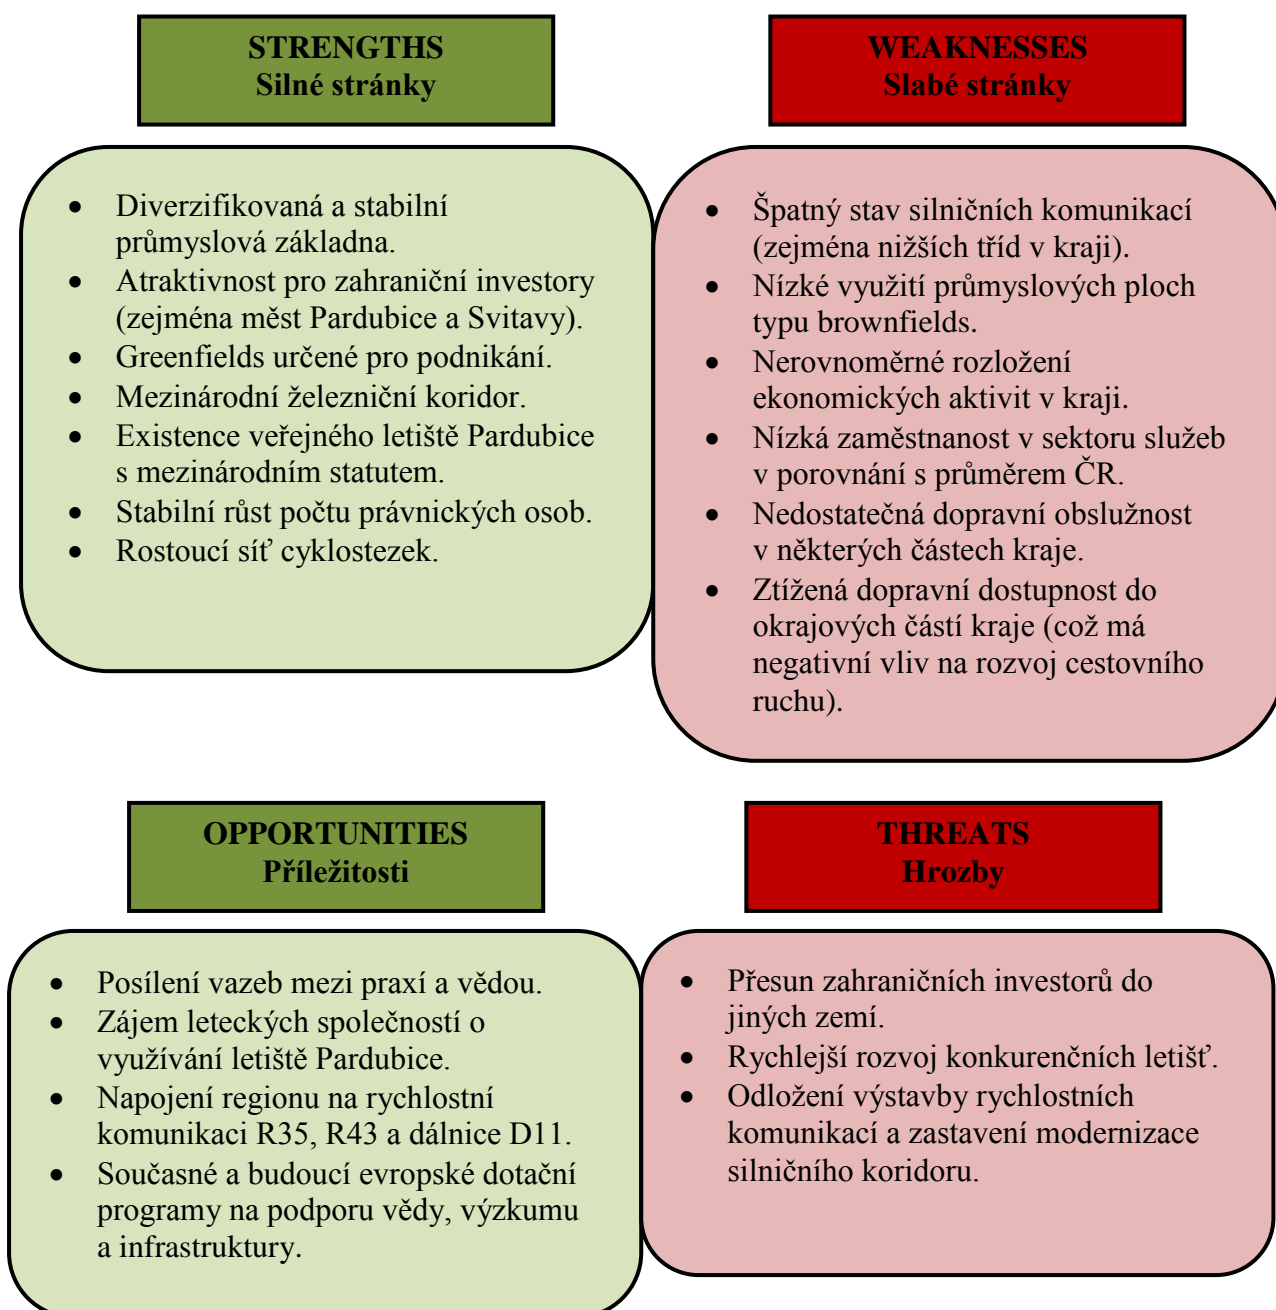 STRENGTHS
Silné stránky
• Diverzifikovaná a stabilní
průmyslová základna.
• Atraktivnost pro zahraniční investory
(zejména měst Pardubice a Svitavy).
• Greenfields určené pro podnikání.
• Mezinárodní železniční koridor.
• Existence veřejného letiště Pardubice
s mezinárodním statutem.
• Stabilní růst počtu právnických osob.
• Rostoucí síť cyklostezek.
WEAKNESSES
Slabé stránky
• Špatný stav silničních komunikací
(zejména nižších tříd v kraji).
• Nízké využití průmyslových ploch
typu brownfields.
• Nerovnoměrné rozložení
ekonomických aktivit v kraji.
• Nízká zaměstnanost v sektoru služeb
v porovnání s průměrem ČR.
• Nedostatečná dopravní obslužnost
v některých částech kraje.
• Ztížená dopravní dostupnost do
okrajových částí kraje (což má
negativní vliv na rozvoj cestovního
ruchu).
OPPORTUNITIES
Příležitosti
• Posílení vazeb mezi praxí a vědou.
• Zájem leteckých společností o
využívání letiště Pardubice.
• Napojení regionu na rychlostní
komunikaci R35, R43 a dálnice D11.
• Současné a budoucí evropské dotační
programy na podporu vědy, výzkumu
a infrastruktury.
THREATS
Hrozby
• Přesun zahraničních investorů do
jiných zemí.
• Rychlejší rozvoj konkurenčních letišť.
• Odložení výstavby rychlostních
komunikací a zastavení modernizace
silničního koridoru.